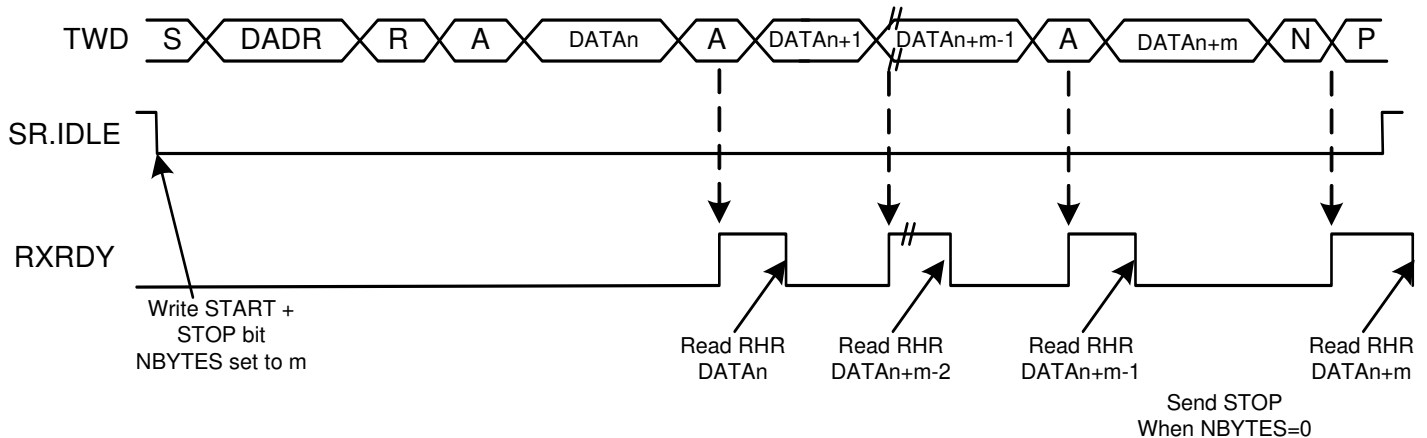 TWD S DADR R A DATAn A DATAn+1 DATAn+m-1 A DATAn+m N P
SR.IDLE
RXRDY
Write START +
STOP bit
NBYTES set to m
Read RHR
DATAn
Read RHR
DATAn+m-2
Read RHR
DATAn+m-1
Read RHR
DATAn+m
Send STOP
When NBYTES=0